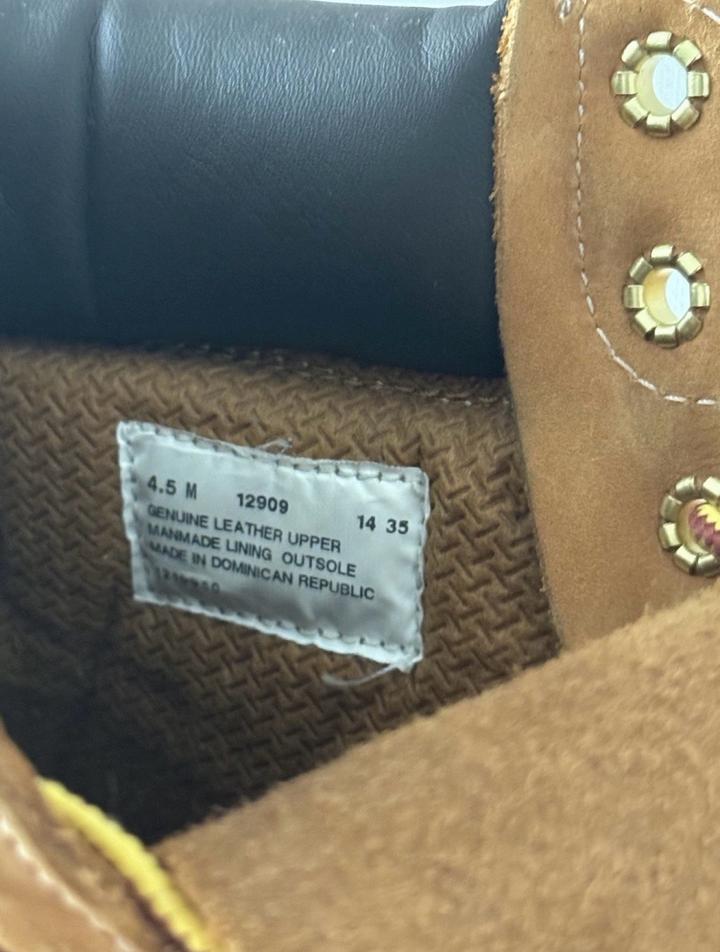 4.5 M 12909 14 35
GENUINE LEATHER UPPER
MANMADE LINING OUTSOLE
MADE IN DOMINICAN REPUBLIC